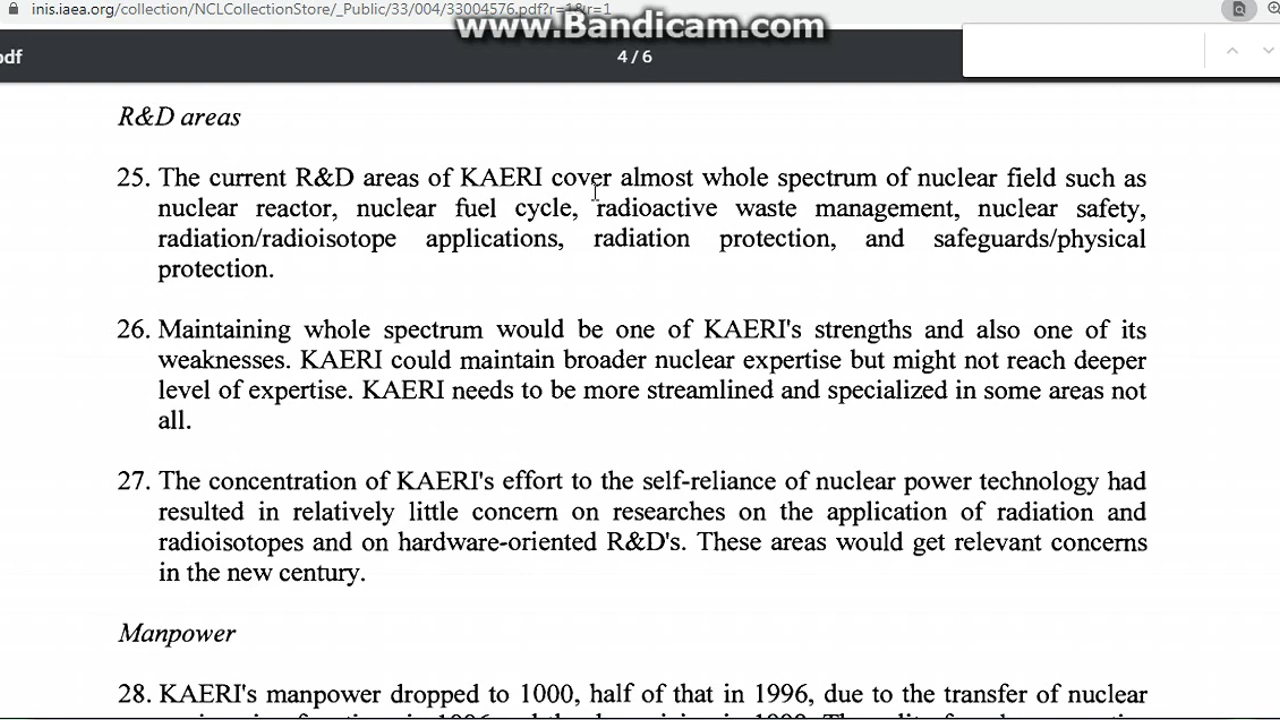 inis.iaea.org/collection/NCLCollectionStore/_Public/33/004/33004576.pdf?r=1&r=1
www.Bandicam.com
pdf
4 / 6
R&D areas
25. The current R&D areas of KAERI cover almost whole spectrum of nuclear field such as
nuclear reactor, nuclear fuel cycle, radioactive waste management, nuclear safety,
radiation/radioisotope applications, radiation protection, and safeguards/physical
protection.
26. Maintaining whole spectrum would be one of KAERI's strengths and also one of its
weaknesses. KAERI could maintain broader nuclear expertise but might not reach deeper
level of expertise. KAERI needs to be more streamlined and specialized in some areas not
all.
27. The concentration of KAERI's effort to the self-reliance of nuclear power technology had
resulted in relatively little concern on researches on the application of radiation and
radioisotopes and on hardware-oriented R&D's. These areas would get relevant concerns
in the new century.
Manpower
28. KAERI's manpower dropped to 1000, half of that in 1996, due to the transfer of nuclear